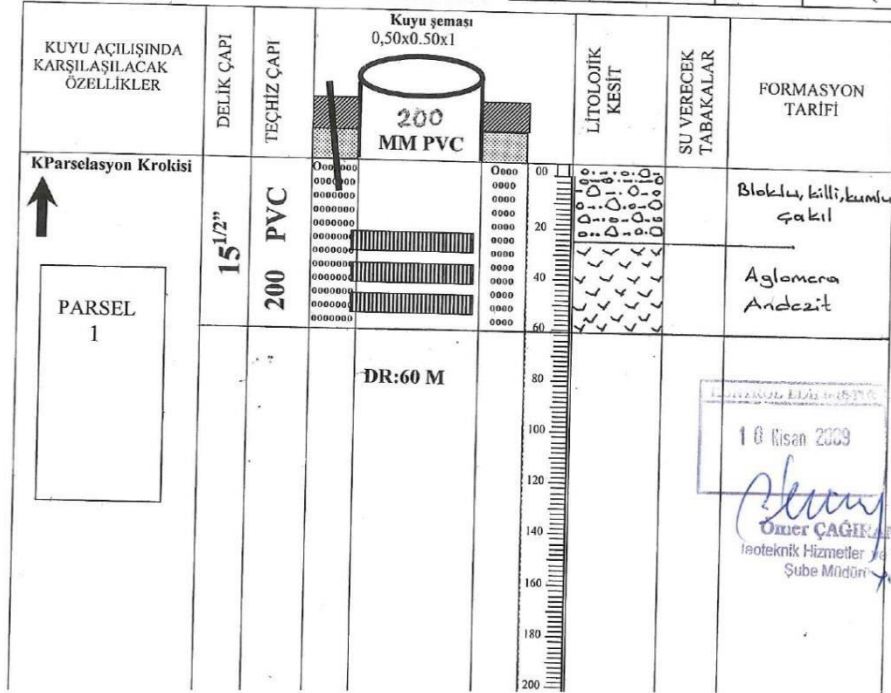 KUYU AÇILIŞINDA
KARŞILAŞILACAK
ÖZELLİKLER
DELİK ÇAPI
TEÇHİZ ÇAPI
Kuyu şeması
0,50x0.50x1
200
MM PVC
LİTOLOJİK
KESİT
SU VERECEK
TABAKALAR
FORMASYON
TARİFİ
KParselasyon Krokisi
PARSEL
1
15 1/2"
200 PVC
00
20
40
60
80
100
120
140
160
180
200
DR:60 M
Bloklu, killi, kumlu
çakıl
Aglomera
Andezit
10 Nisan 2009
Ömer ÇAĞIRAN
Hizmetler
Şube Müdürü